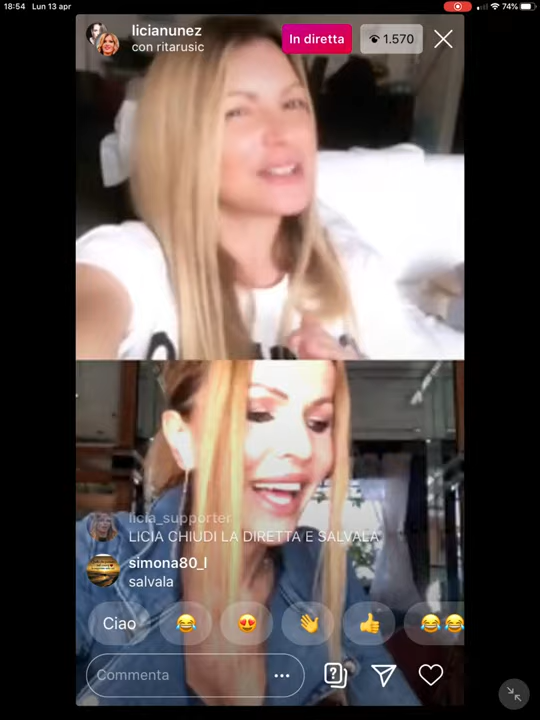 18:54 Lun 13 apr
74%
licianunez
con ritarusic
In diretta
1.570
licia_supporter
LICIA CHIUDI LA DIRETTA E SALVALA
simona80_l
salvala
Ciao
Commenta